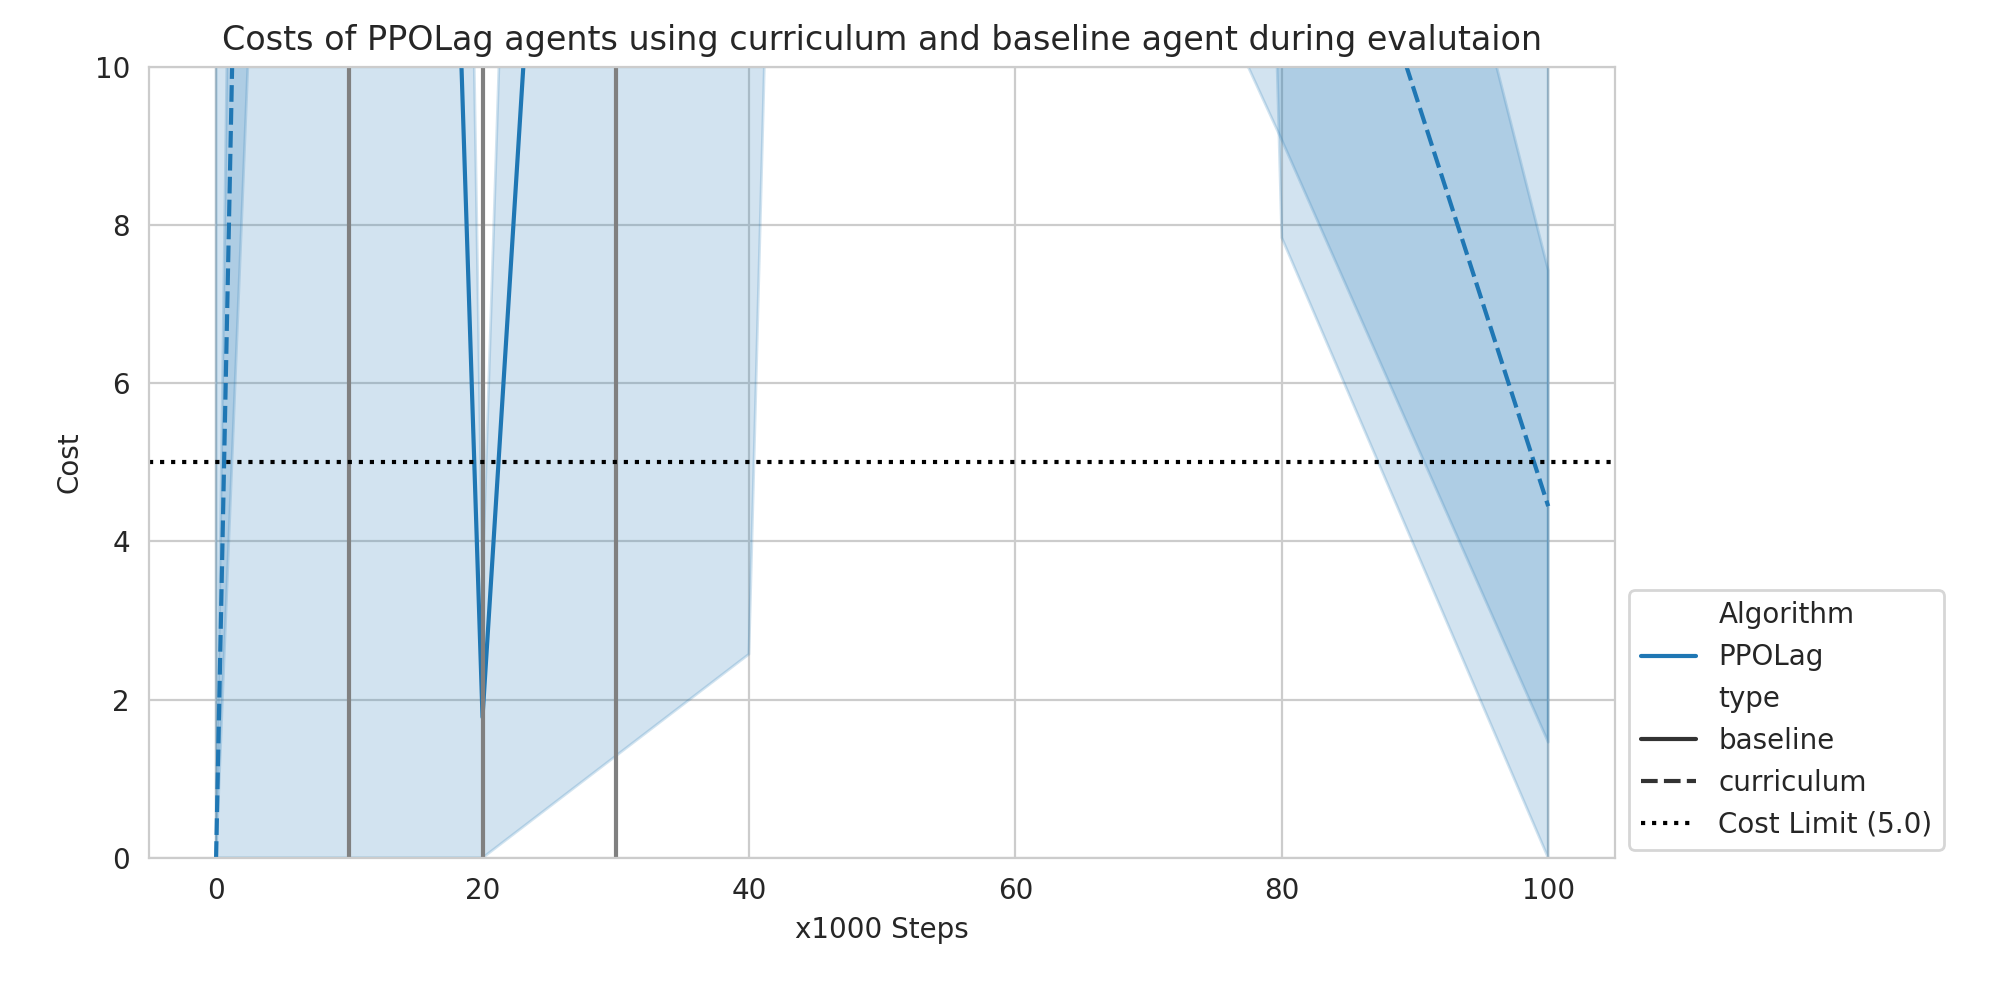 Costs of PPOLag agents using curriculum and baseline agent during evalutaion
10
8
6
4
2
0
Cost
0 20 40 60 80 100
x1000 Steps
Algorithm
PPOLag
type
baseline
curriculum
Cost Limit (5.0)